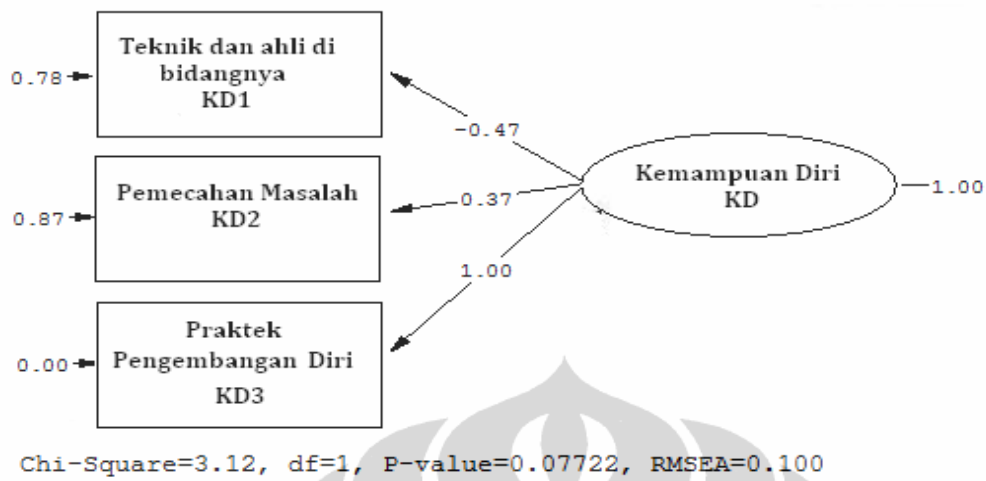 Teknik dan ahli di
bidangnya
KD1
0.78
-0.47
Pemecahan Masalah
KD2
0.87
0.37
Kemampuan Diri
KD
1.00
1.00
Praktek
Pengembangan Diri
KD3
0.00
Chi-Square=3.12, df=1, P-value=0.07722, RMSEA=0.100